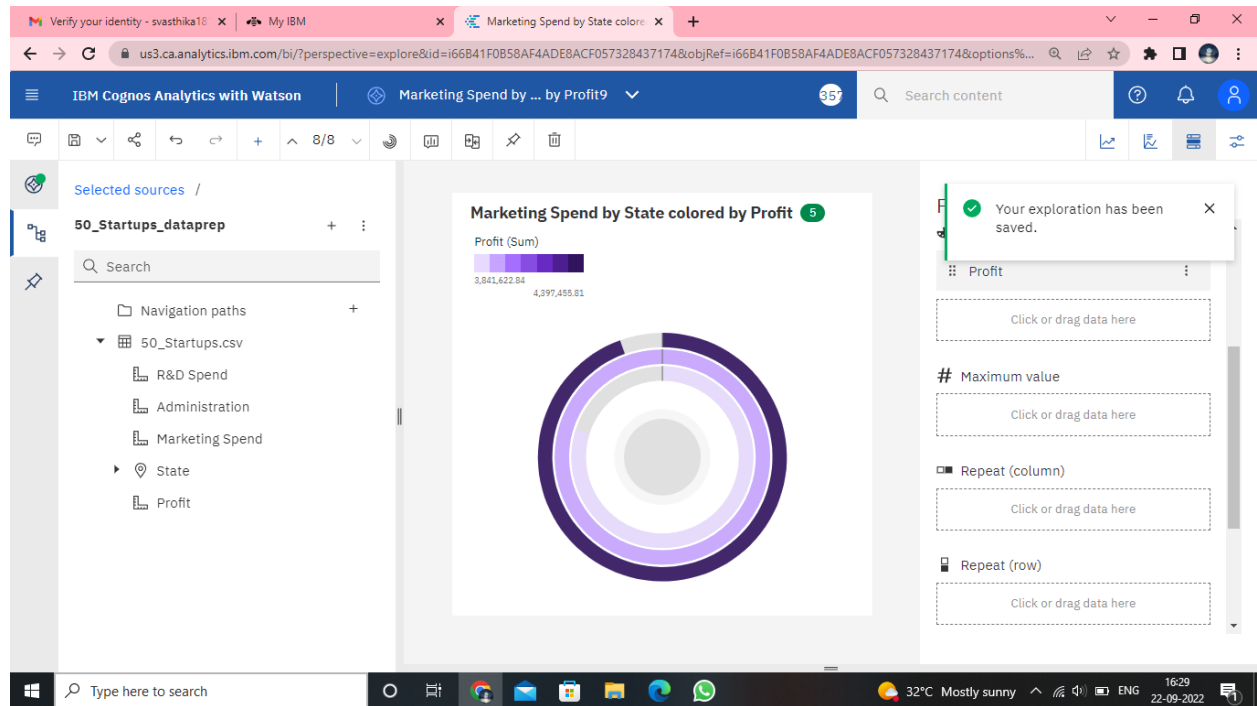 Verify your identity - svasthika18
My IBM
Marketing Spend by State colore
us3.ca.analytics.ibm.com/bi/?perspective=explore&id=i66B41F0B58AF4ADE8ACF057328437174&objRef=i66B41F0B58AF4ADE8ACF057328437174&options%...
IBM Cognos Analytics with Watson
Marketing Spend by ... by Profit9
357
Search content
8/8
Selected sources /
50_Startups_dataprep
Search
Navigation paths
50_Startups.csv
R&D Spend
Administration
Marketing Spend
State
Profit
Marketing Spend by State colored by Profit 5
Profit (Sum)
3,841,622.84
4,397,455.81
Your exploration has been
saved.
Profit
Click or drag data here
# Maximum value
Click or drag data here
Repeat (column)
Click or drag data here
Repeat (row)
Click or drag data here
Type here to search
32°C Mostly sunny
ENG
16:29
22-09-2022
1